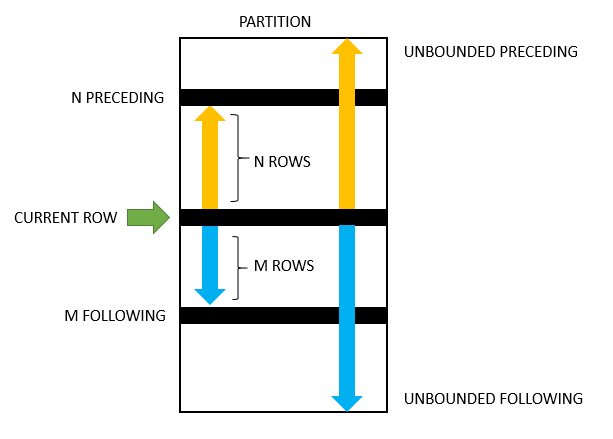 PARTITION
UNBOUNDED PRECEDING
N PRECEDING
N ROWS
CURRENT ROW
M ROWS
M FOLLOWING
UNBOUNDED FOLLOWING